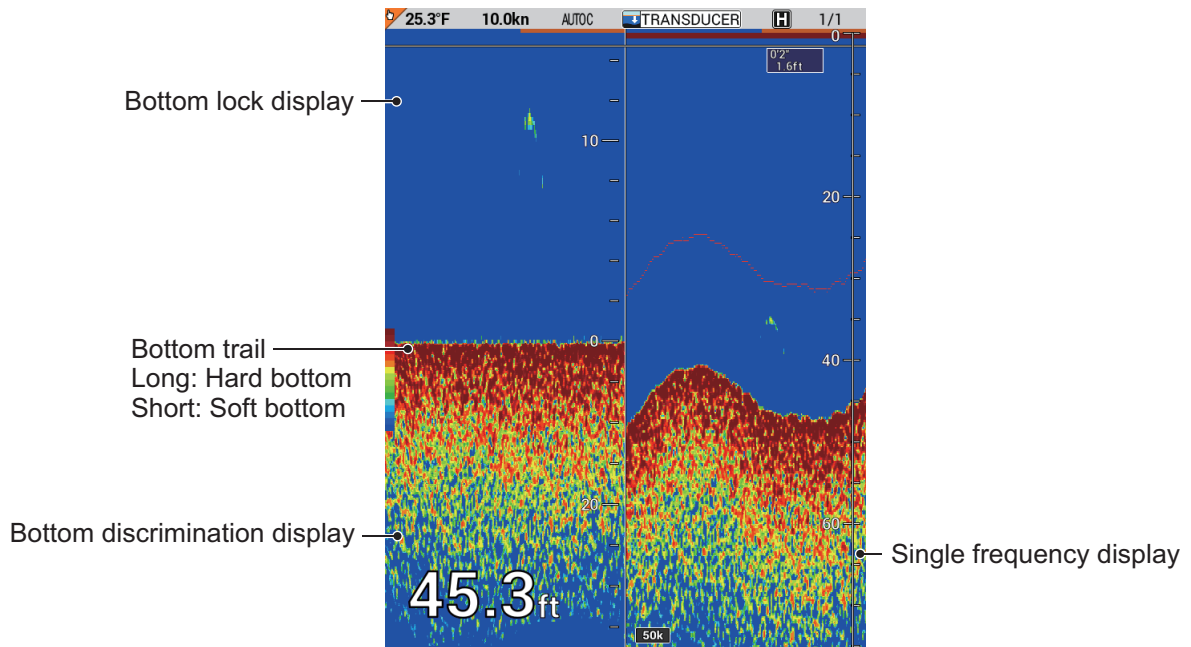 25.3°F 10.0kn AUTOC TRANSDUCER H 1/1
0
0'2"
1.6ft
Bottom lock display
10
20
Bottom trail
Long: Hard bottom
Short: Soft bottom
0
40
20
60
Bottom discrimination display
Single frequency display
45.3ft
50k